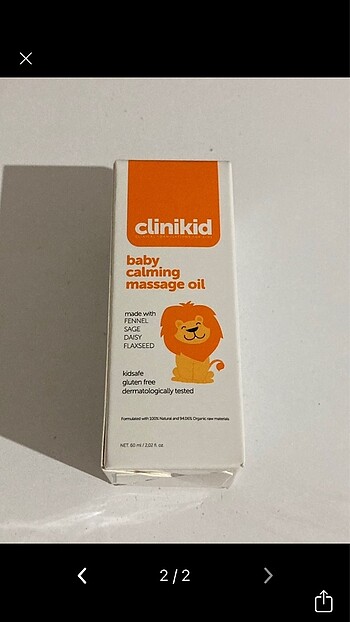 clinikid
baby
calming
massage oil
made with
FENNEL
SAGE
DAISY
FLAXSEED
kidsafe
gluten free
dermatologically tested
Formulated with 100% Natural and 94.06% Organic raw materials
NET. 60 ml / 2,02 fl. oz.
2 / 2